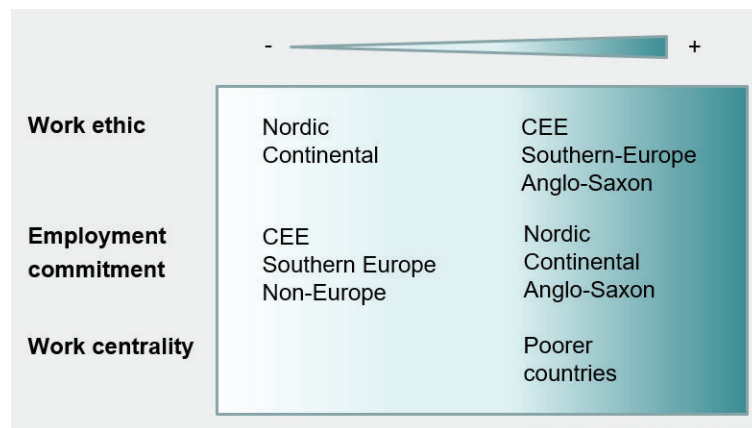 - +
Work ethic
Nordic
Continental
CEE
Southern-Europe
Anglo-Saxon
Employment
commitment
CEE
Southern Europe
Non-Europe
Nordic
Continental
Anglo-Saxon
Work centrality
Poorer
countries